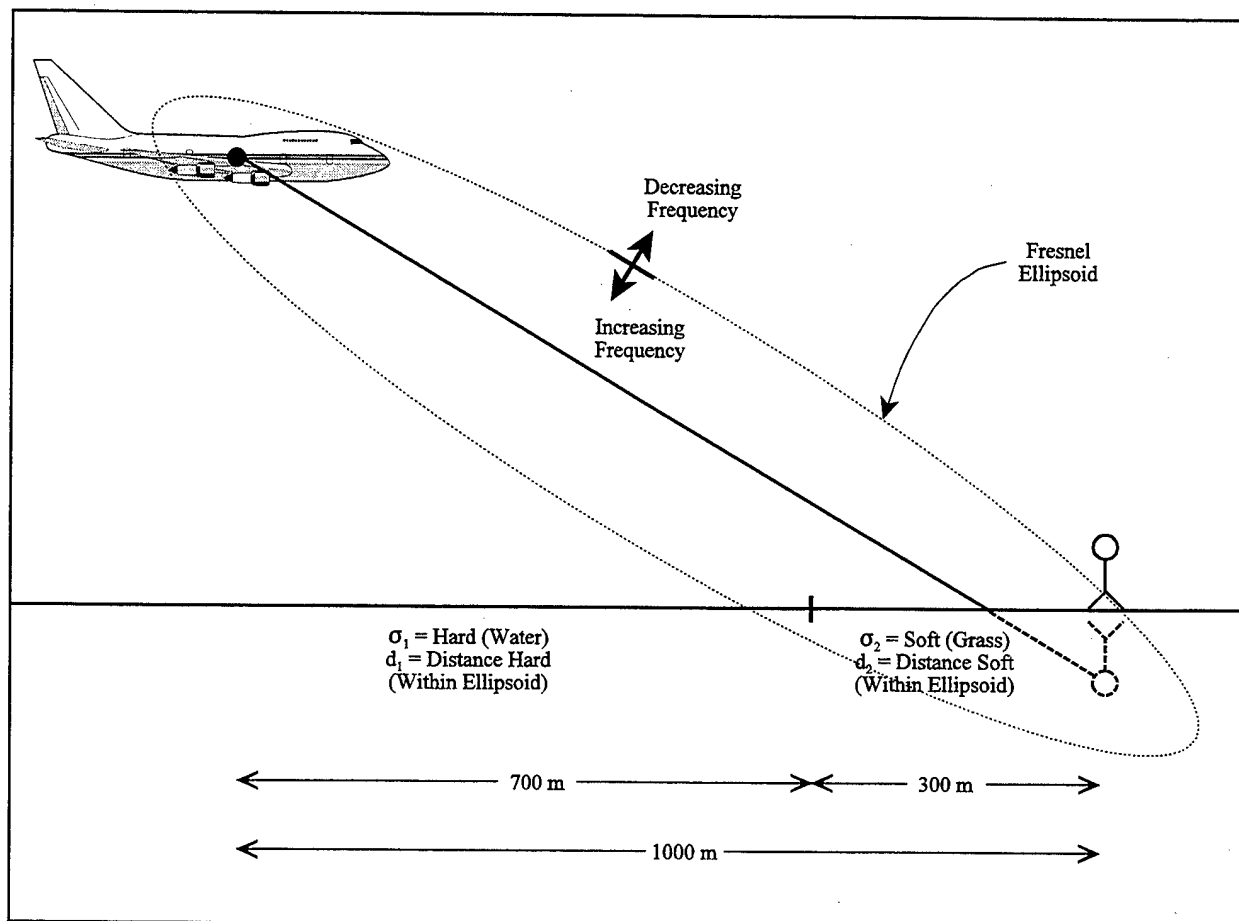 Decreasing
Frequency
Fresnel
Ellipsoid
Increasing
Frequency
σ₁ = Hard (Water)
d₁ = Distance Hard
(Within Ellipsoid)
σ₂ = Soft (Grass)
d₂ = Distance Soft
(Within Ellipsoid)
700 m
300 m
1000 m